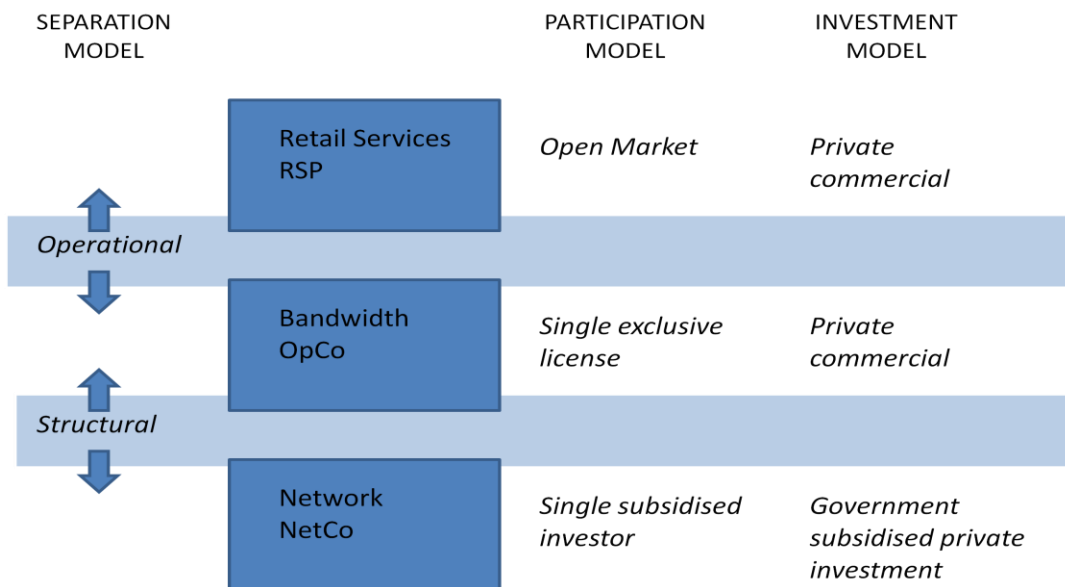 SEPARATION
MODEL
PARTICIPATION
MODEL
INVESTMENT
MODEL
Retail Services
RSP
Open Market
Private
commercial
Operational
Bandwidth
OpCo
Single exclusive
license
Private
commercial
Structural
Network
NetCo
Single subsidised
investor
Government
subsidised private
investment